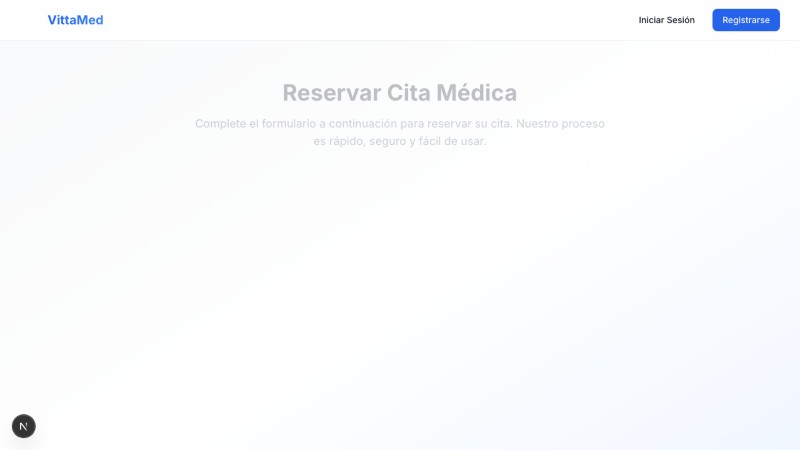 VittaMed
Iniciar Sesión
Registrarse
Reservar Cita Médica
Complete el formulario a continuación para reservar su cita. Nuestro proceso
es rápido, seguro y fácil de usar.
N